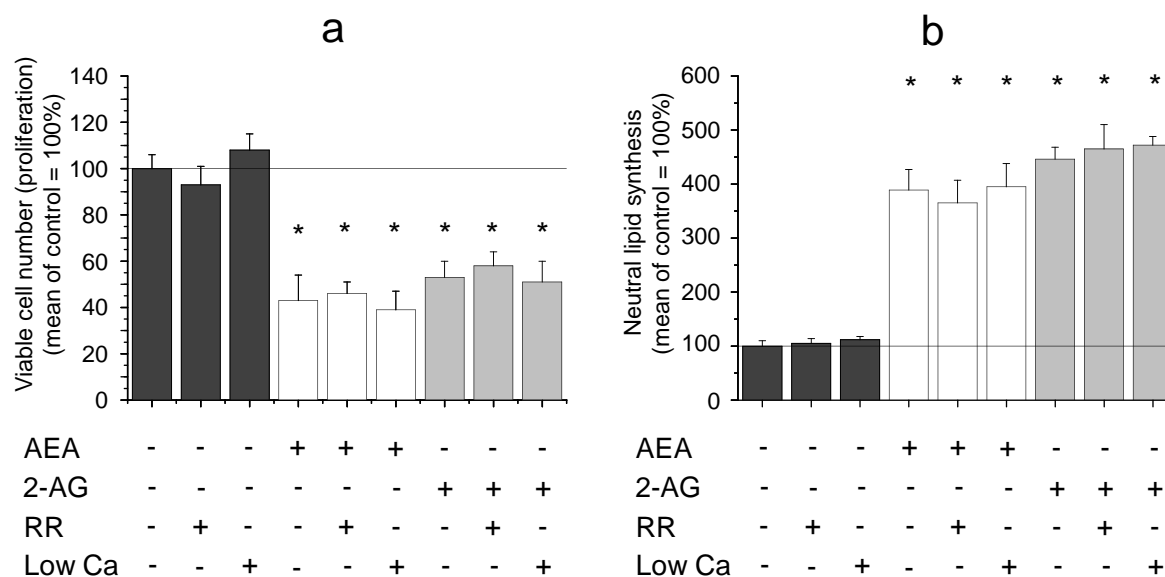 a
Viable cell number (proliferation)
(mean of control = 100%)
140
120
100
80
60
40
20
0
* * * * * *
AEA - - - + + + - - -
2-AG - - - - - - + + +
RR - + - - + - - + -
Low Ca - - + - - + - - +
b
Neutral lipid synthesis
(mean of control = 100%)
600
500
400
300
200
100
0
* * * * * *
AEA - - - + + + - - -
2-AG - - - - - - + + +
RR - + - - + - - + -
Low Ca - - + - - + - - +